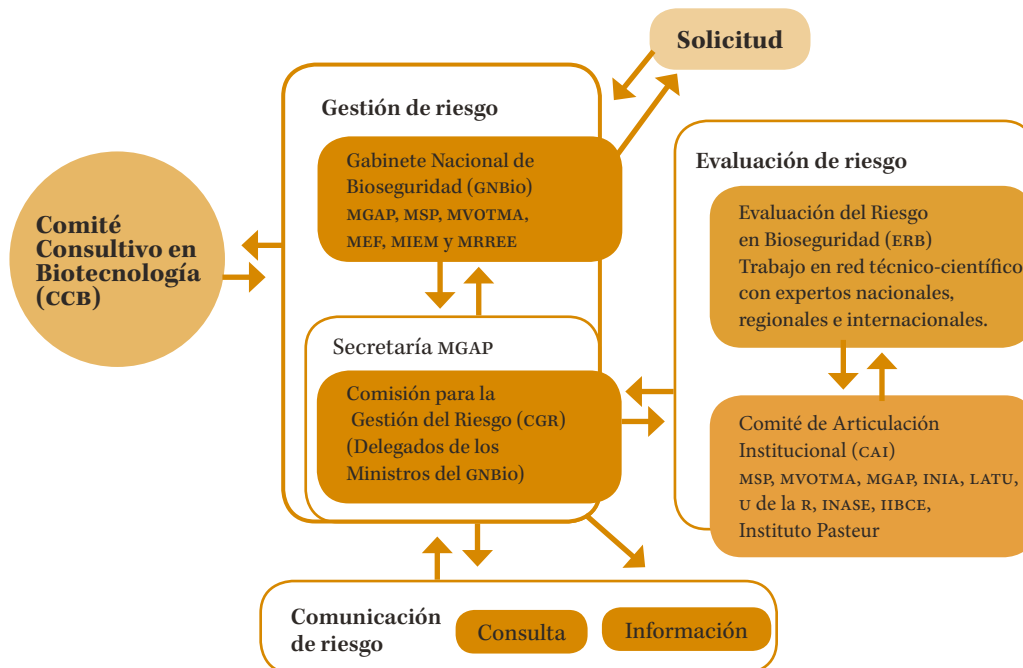 Solicitud
Gestión de riesgo
Gabinete Nacional de
Bioseguridad (GNBio)
MGAP, MSP, MVOTMA,
MEF, MIEM y MRREE
Comité
Consultivo en
Biotecnología
(CCB)
Secretaría MGAP
Comisión para la
Gestión del Riesgo (CGR)
(Delegados de los
Ministros del GNBio)
Evaluación de riesgo
Evaluación del Riesgo
en Bioseguridad (ERB)
Trabajo en red técnico-científico
con expertos nacionales,
regionales e internacionales.
Comité de Articulación
Institucional (CAI)
MSP, MVOTMA, MGAP, INIA, LATU,
U de la R, INASE, IIBCE,
Instituto Pasteur
Comunicación
de riesgo
Consulta
Información